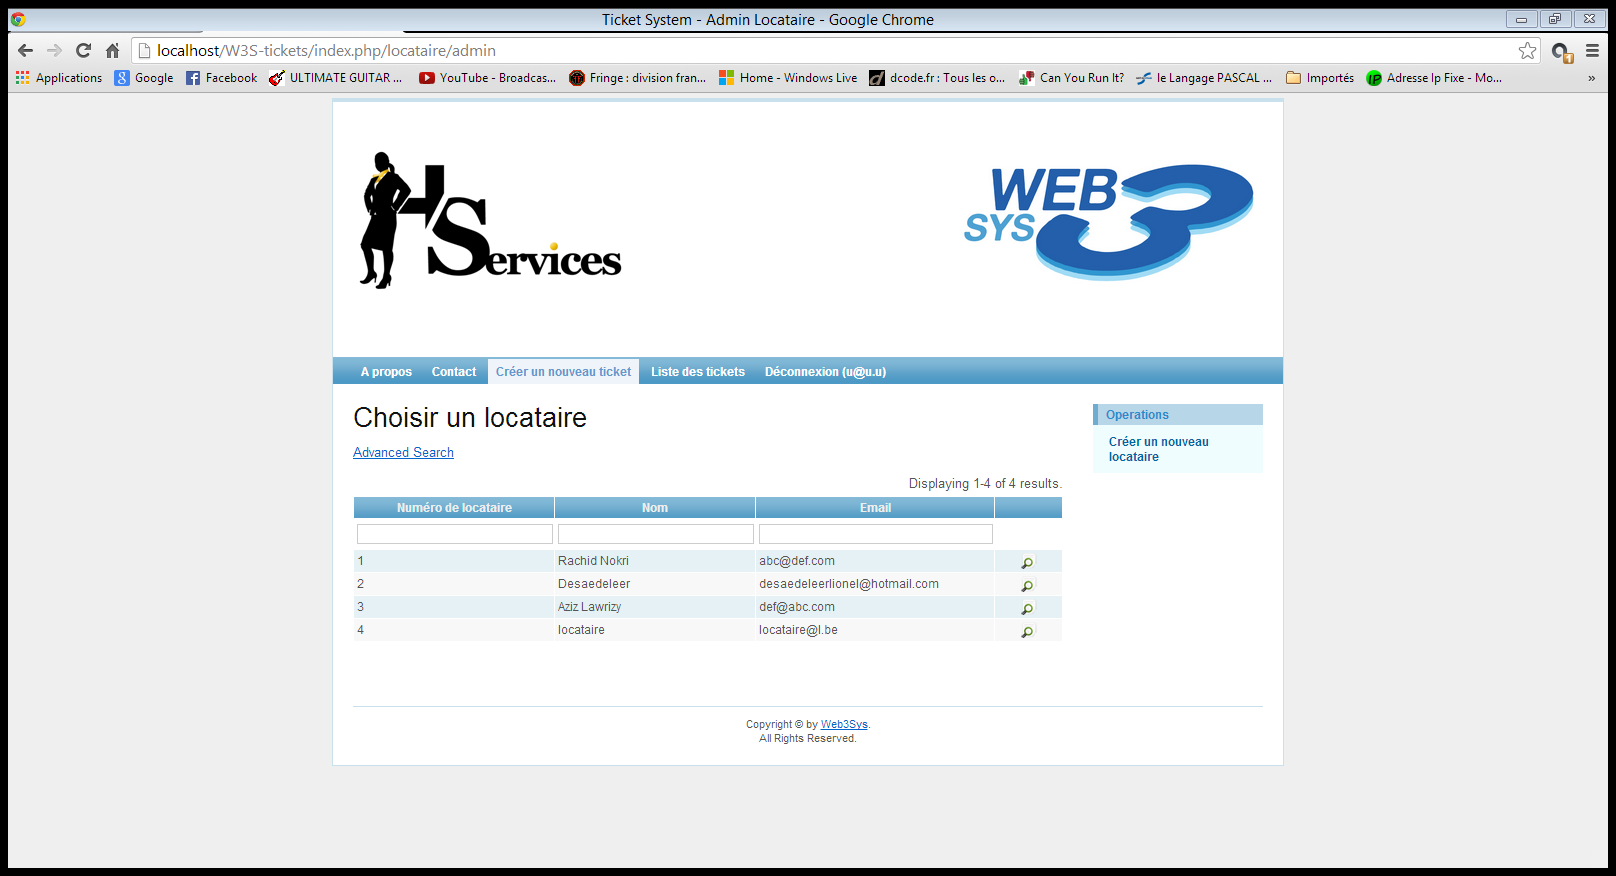 Ticket System - Admin Locataire - Google Chrome
localhost/W3S-tickets/index.php/locataire/admin
Applications Google Facebook ULTIMATE GUITAR ... YouTube - Broadcas... Fringe : division fran... Home - Windows Live dcode.fr : Tous les o... Can You Run It? le Langage PASCAL ... Importés Adresse Ip Fixe - Mo... »
HServices
WEB 3
SYS
A propos Contact Créer un nouveau ticket Liste des tickets Déconnexion (u@u.u)
Choisir un locataire
Operations
Créer un nouveau
locataire
Advanced Search
Displaying 1-4 of 4 results.
Numéro de locataire Nom Email
1 Rachid Nokri abc@def.com
2 Desaedeleer desaedeleerlionel@hotmail.com
3 Aziz Lawrizy def@abc.com
4 locataire locataire@l.be
Copyright © by Web3Sys.
All Rights Reserved.